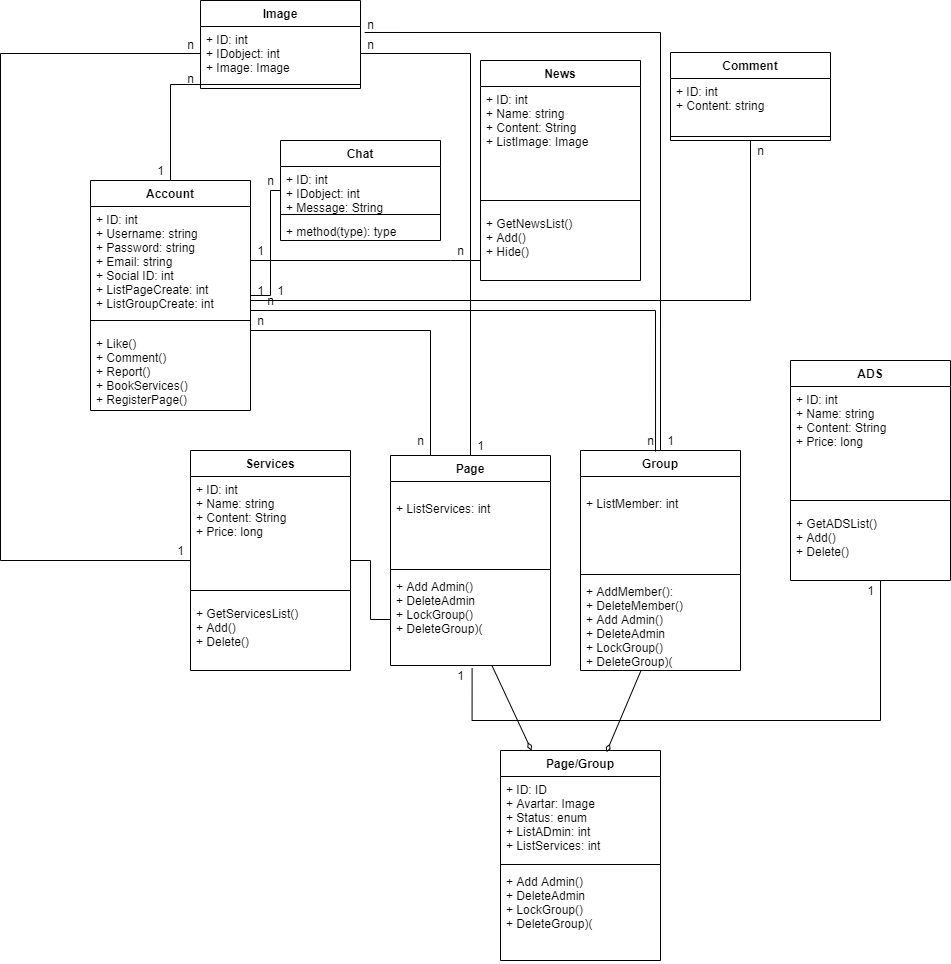 Image
+ ID: int
+ IDobject: int
+ Image: Image
n
n
n
n
News
+ ID: int
+ Name: string
+ Content: String
+ ListImage: Image
+ GetNewsList()
+ Add()
+ Hide()
Comment
+ ID: int
+ Content: string
n
Chat
+ ID: int
+ IDobject: int
+ Message: String
+ method(type): type
n
1
Account
+ ID: int
+ Username: string
+ Password: string
+ Email: string
+ Social ID: int
+ ListPageCreate: int
+ ListGroupCreate: int
+ Like()
+ Comment()
+ Report()
+ BookServices()
+ RegisterPage()
1
n
1
1
n
n
ADS
+ ID: int
+ Name: string
+ Content: String
+ Price: long
+ GetADSList()
+ Add()
+ Delete()
1
n
1
n
1
Services
+ ID: int
+ Name: string
+ Content: String
+ Price: long
+ GetServicesList()
+ Add()
+ Delete()
1
Page
+ ListServices: int
+ Add Admin()
+ DeleteAdmin
+ LockGroup()
+ DeleteGroup)(
1
Group
+ ListMember: int
+ AddMember():
+ DeleteMember()
+ Add Admin()
+ DeleteAdmin
+ LockGroup()
+ DeleteGroup)(
Page/Group
+ ID: ID
+ Avartar: Image
+ Status: enum
+ ListADmin: int
+ ListServices: int
+ Add Admin()
+ DeleteAdmin
+ LockGroup()
+ DeleteGroup)(